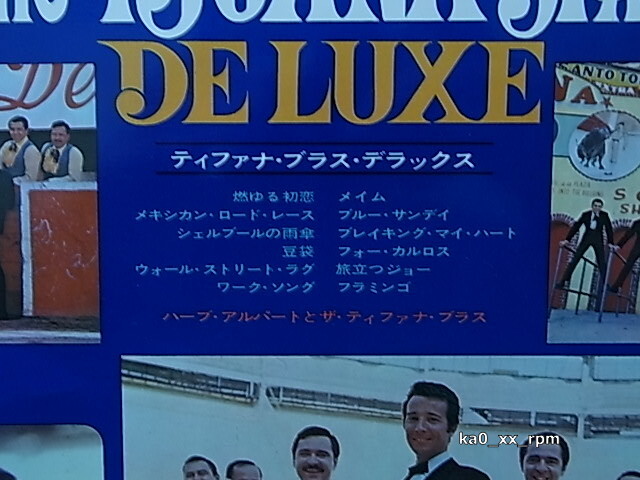 DE LUXE
ティファナ・ブラス・デラックス
燃ゆる初恋 メイム
メキシカン・ロード・レース ブルー・サンデイ
シェルブールの雨傘 ブレイキング・マイ・ハート
豆袋 フォー・カルロス
ウォール・ストリート・ラグ 旅立つジョー
ワーク・ソング フラミンゴ
ハーブ・アルパートとザ・ティファナ・ブラス
ka0_xx_rpm